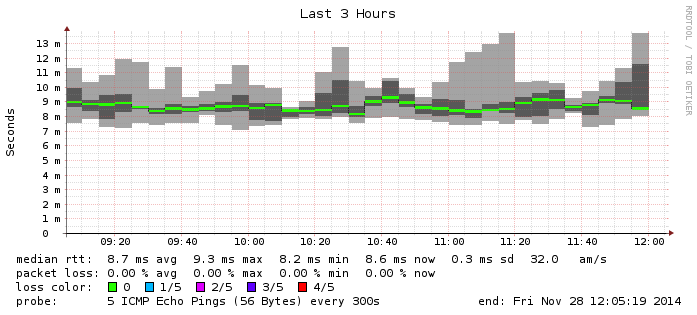 Last 3 Hours
RRDTOOL / TOBI OETIKER
Seconds
13 m
12 m
11 m
10 m
9 m
8 m
7 m
6 m
5 m
4 m
3 m
2 m
1 m
0
09:20 09:40 10:00 10:20 10:40 11:00 11:20 11:40 12:00
median rtt: 8.7 ms avg 9.3 ms max 8.2 ms min 8.6 ms now 0.3 ms sd 32.0 am/s
packet loss: 0.00 % avg 0.00 % max 0.00 % min 0.00 % now
loss color: 0 1/5 2/5 3/5 4/5
probe: 5 ICMP Echo Pings (56 Bytes) every 300s end: Fri Nov 28 12:05:19 2014